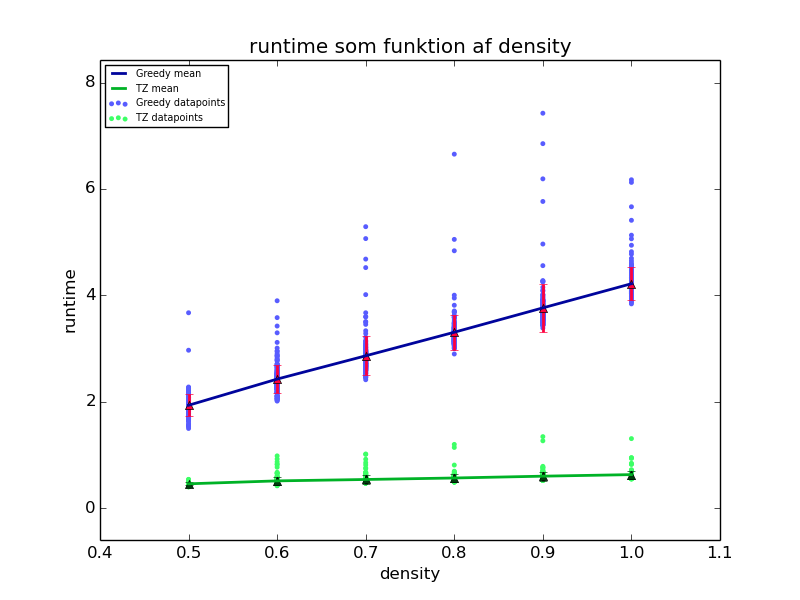 runtime som funktion af density
Greedy mean
TZ mean
Greedy datapoints
TZ datapoints
8
6
4
2
0
runtime
0.4 0.5 0.6 0.7 0.8 0.9 1.0 1.1
density